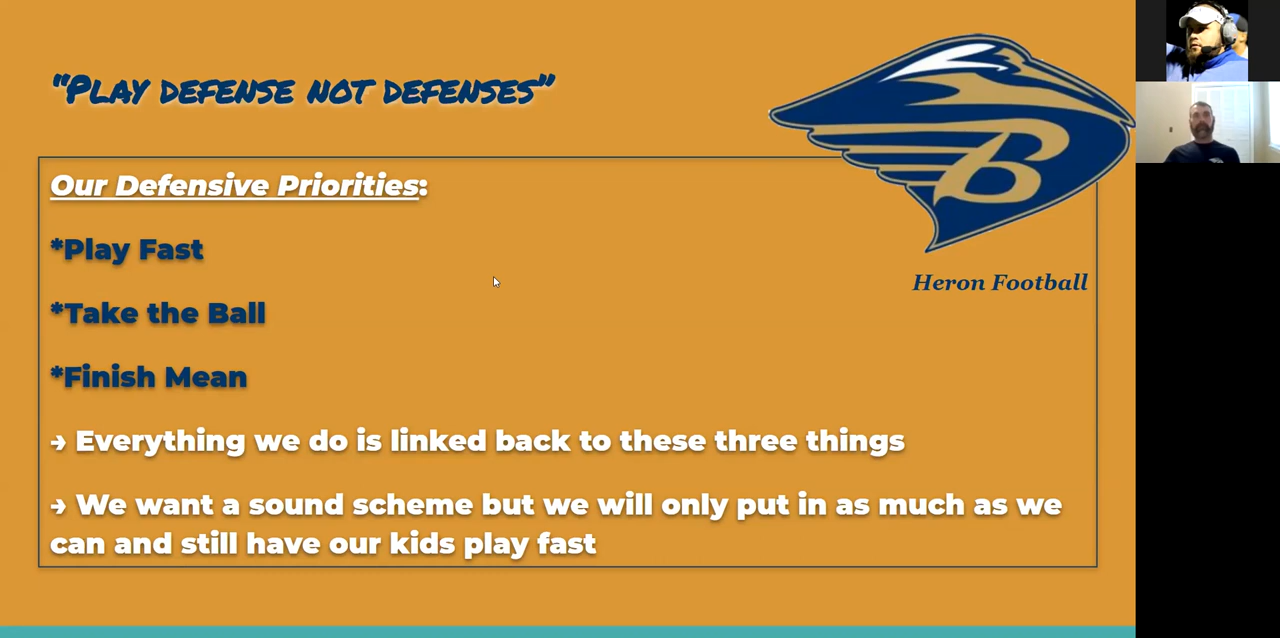 “PLAY DEFENSE NOT DEFENSES”
B
Our Defensive Priorities:
Heron Football
*Play Fast
*Take the Ball
*Finish Mean
→ Everything we do is linked back to these three things
→ We want a sound scheme but we will only put in as much as we
can and still have our kids play fast